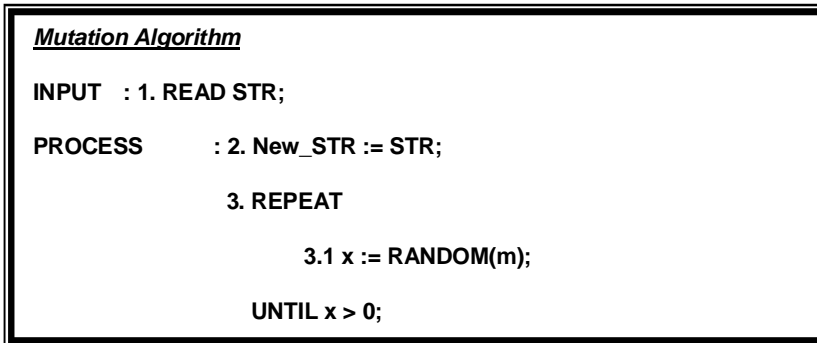 Mutation Algorithm
INPUT : 1. READ STR;
PROCESS : 2. New_STR := STR;
3. REPEAT
3.1 x := RANDOM(m);
UNTIL x > 0;